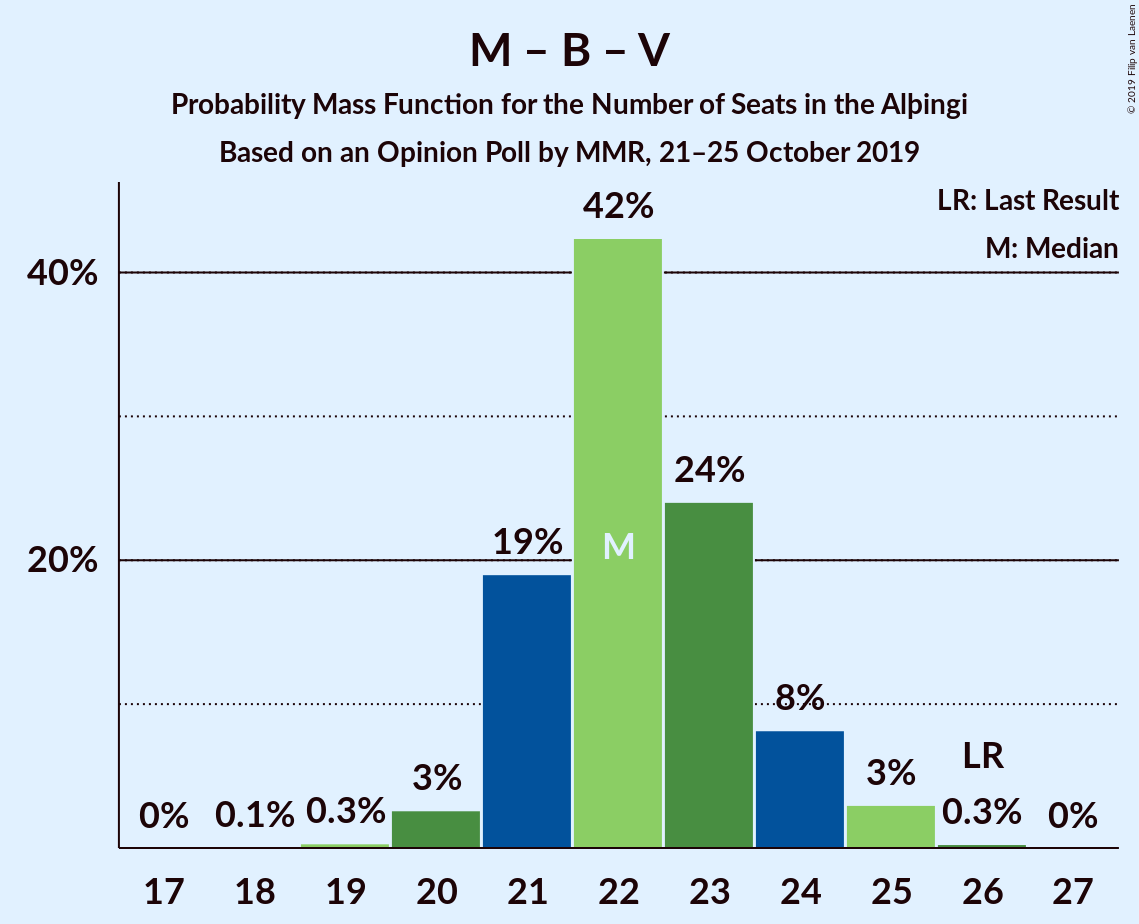 M – B – V
Probability Mass Function for the Number of Seats in the Alþingi
Based on an Opinion Poll by MMR, 21–25 October 2019
© 2019 Filip van Laenen
LR: Last Result
M: Median
42%
40%
24%
19%
M
20%
8%
LR
3%
3%
0%
0.1%
0.3%
0.3%
0%
17 18 19 20 21 22 23 24 25 26 27